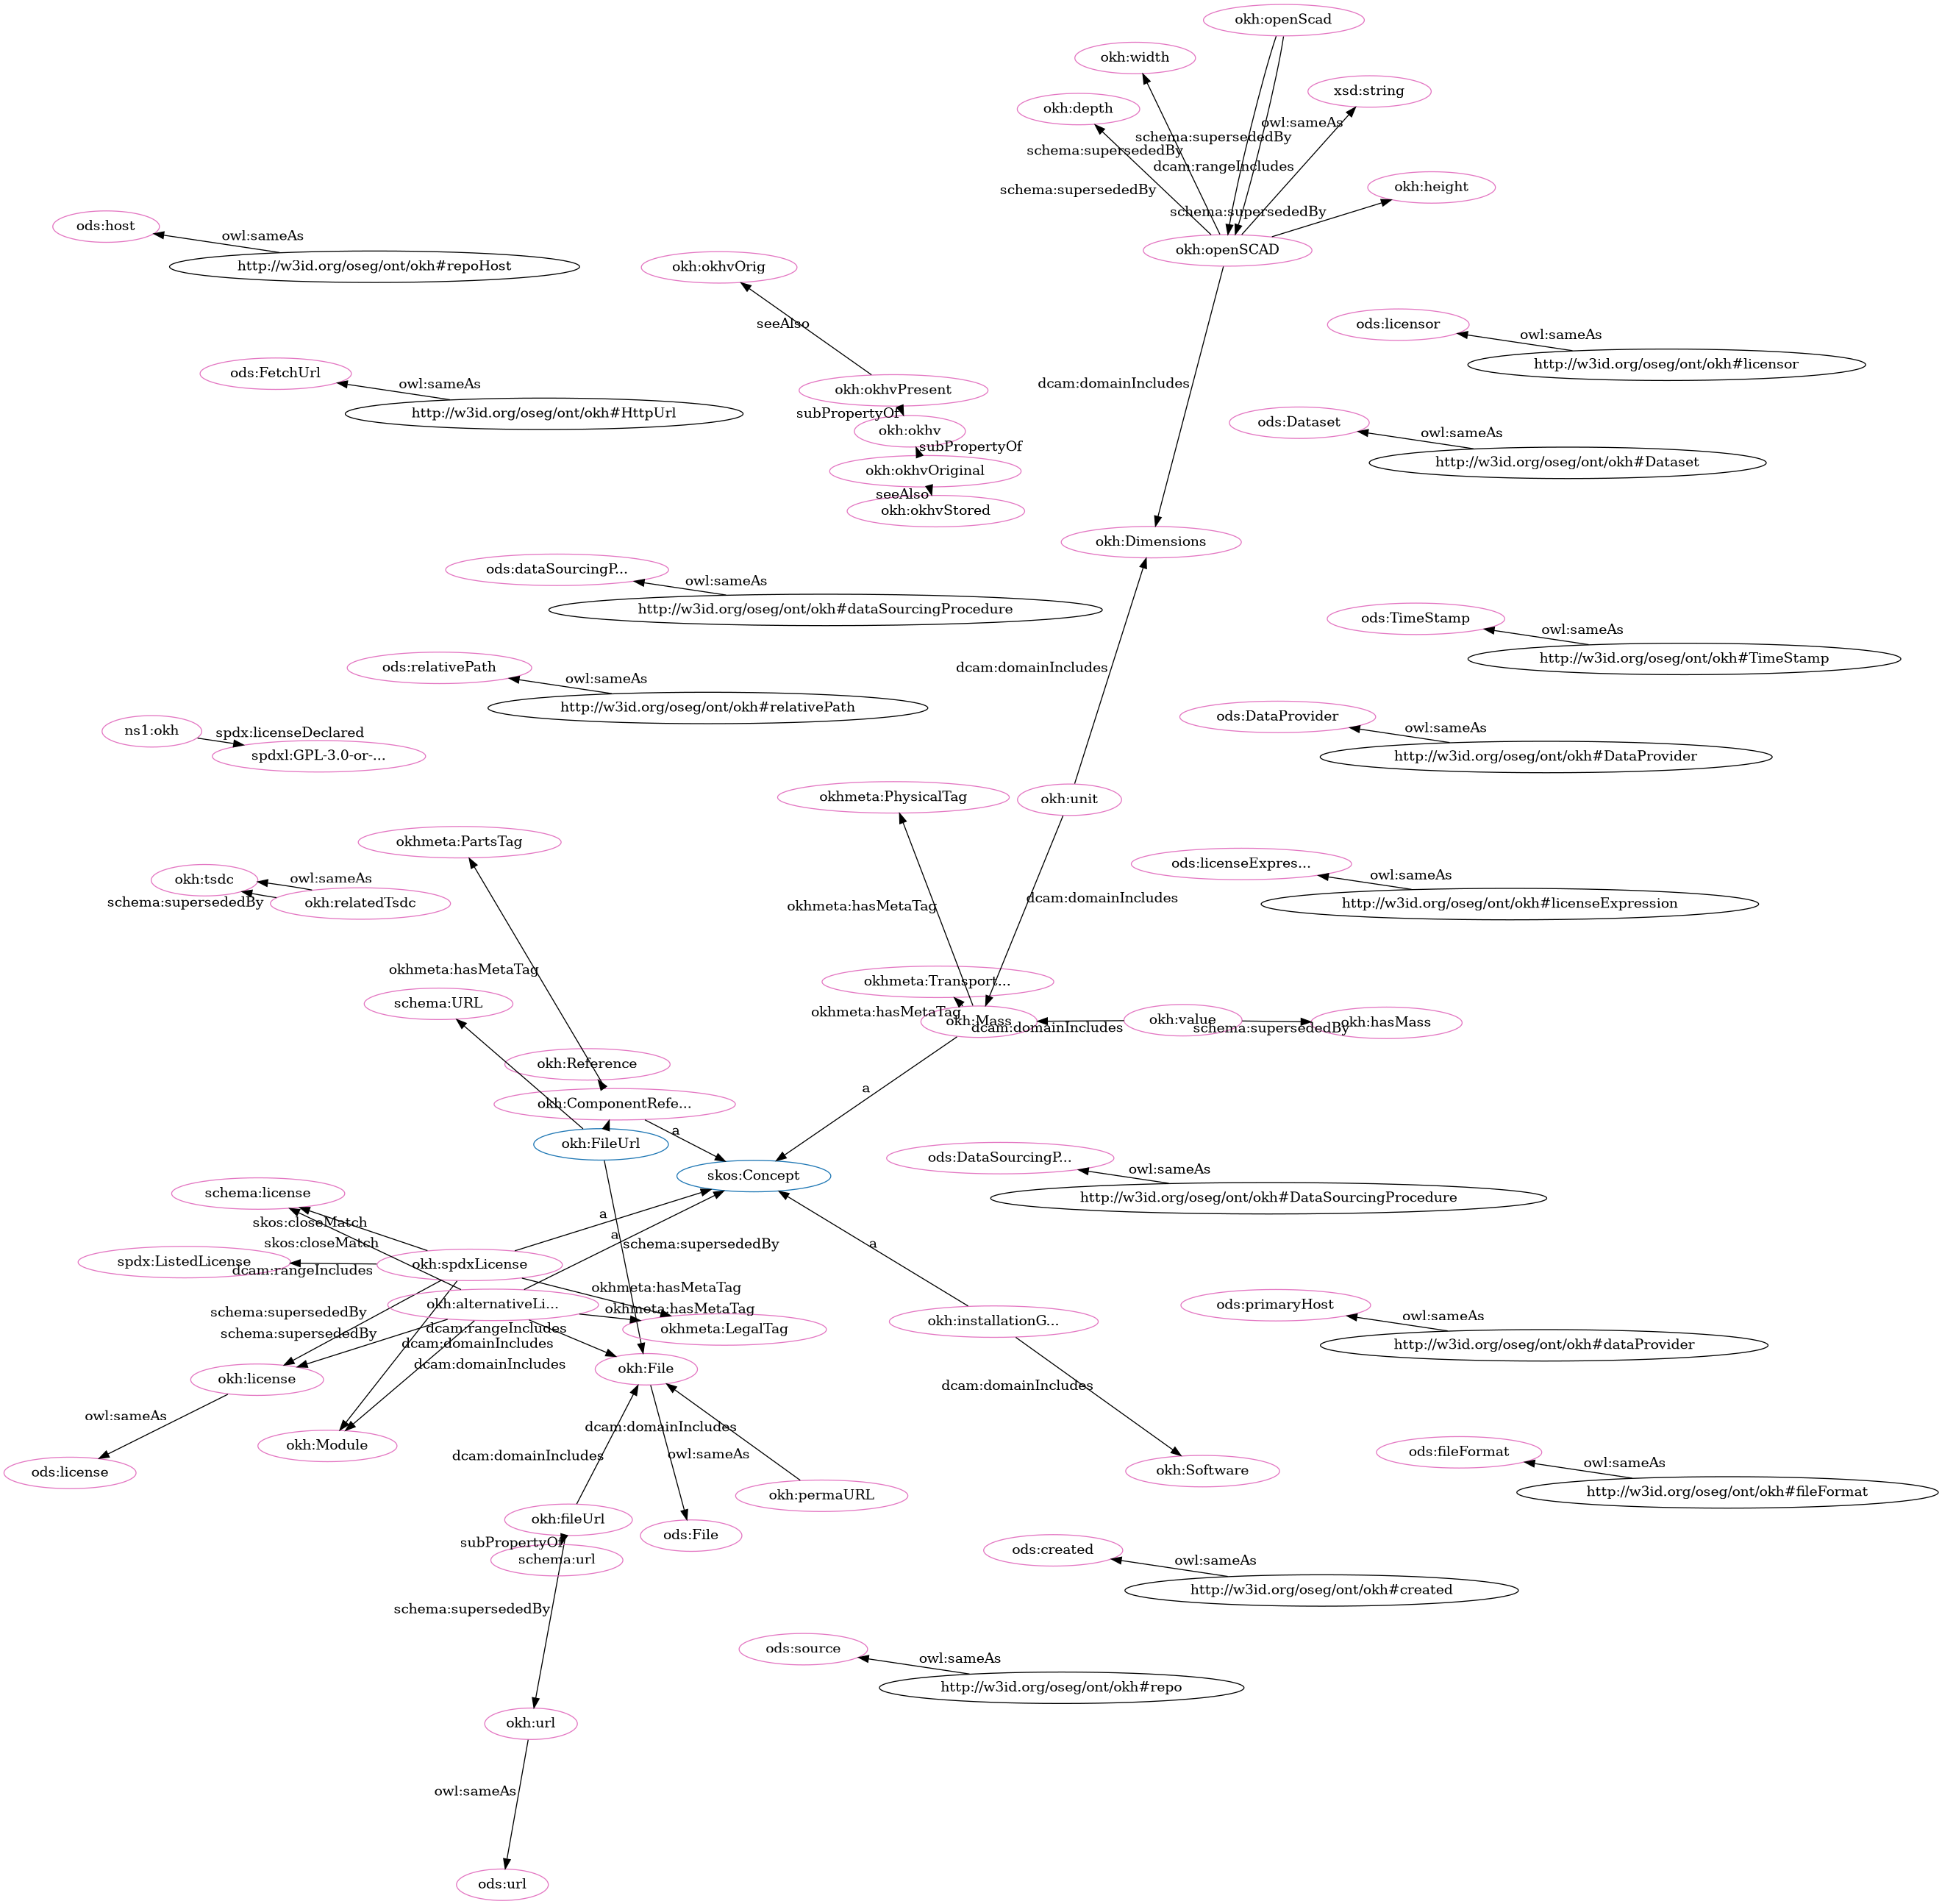 okh:openScad
okh:width
xsd:string
okh:depth
owl:sameAs
schema:supersededBy
schema:supersededBy
dcam:rangeIncludes
okh:height
schema:supersededBy
schema:supersededBy
ods:host
owl:sameAs
okh:openSCAD
http://w3id.org/oseg/ont/okh#repoHost
okh:okhvOrig
seeAlso
ods:licensor
owl:sameAs
http://w3id.org/oseg/ont/okh#licensor
ods:FetchUrl
owl:sameAs
dcam:domainIncludes
okh:okhvPresent
http://w3id.org/oseg/ont/okh#HttpUrl
subPropertyOf
ods:Dataset
okh:okhv
owl:sameAs
subPropertyOf
http://w3id.org/oseg/ont/okh#Dataset
okh:okhvOriginal
seeAlso
okh:okhvStored
okh:Dimensions
ods:dataSourcingP...
owl:sameAs
http://w3id.org/oseg/ont/okh#dataSourcingProcedure
ods:TimeStamp
owl:sameAs
http://w3id.org/oseg/ont/okh#TimeStamp
ods:relativePath
dcam:domainIncludes
owl:sameAs
http://w3id.org/oseg/ont/okh#relativePath
ods:DataProvider
ns1:okh
spdx:licenseDeclared
owl:sameAs
spdxl:GPL-3.0-or-...
http://w3id.org/oseg/ont/okh#DataProvider
okhmeta:PhysicalTag
okh:unit
okhmeta:PartsTag
ods:licenseExpres...
okh:tsdc
owl:sameAs
owl:sameAs
schema:supersededBy
okh:relatedTsdc
http://w3id.org/oseg/ont/okh#licenseExpression
okhmeta:hasMetaTag
dcam:domainIncludes
okhmeta:hasMetaTag
okhmeta:Transport...
schema:URL
okhmeta:hasMetaTag
okh:Mass
dcam:domainIncludes
okh:value
schema:supersededBy
okh:hasMass
okh:Reference
a
okh:ComponentRefe...
a
okh:FileUrl
ods:DataSourcingP...
owl:sameAs
skos:Concept
http://w3id.org/oseg/ont/okh#DataSourcingProcedure
schema:license
a
skos:closeMatch
a
skos:closeMatch
schema:supersededBy
a
spdx:ListedLicense
dcam:rangeIncludes
okh:spdxLicense
okhmeta:hasMetaTag
okh:alternativeLi...
okhmeta:hasMetaTag
schema:supersededBy
ods:primaryHost
owl:sameAs
okh:installationG...
okhmeta:LegalTag
schema:supersededBy
dcam:rangeIncludes
dcam:domainIncludes
http://w3id.org/oseg/ont/okh#dataProvider
dcam:domainIncludes
okh:File
okh:license
dcam:domainIncludes
owl:sameAs
dcam:domainIncludes
okh:Module
dcam:domainIncludes
owl:sameAs
ods:license
okh:Software
ods:fileFormat
owl:sameAs
okh:permaURL
http://w3id.org/oseg/ont/okh#fileFormat
okh:fileUrl
ods:File
subPropertyOf
schema:url
ods:created
owl:sameAs
http://w3id.org/oseg/ont/okh#created
schema:supersededBy
ods:source
owl:sameAs
http://w3id.org/oseg/ont/okh#repo
okh:url
owl:sameAs
ods:url